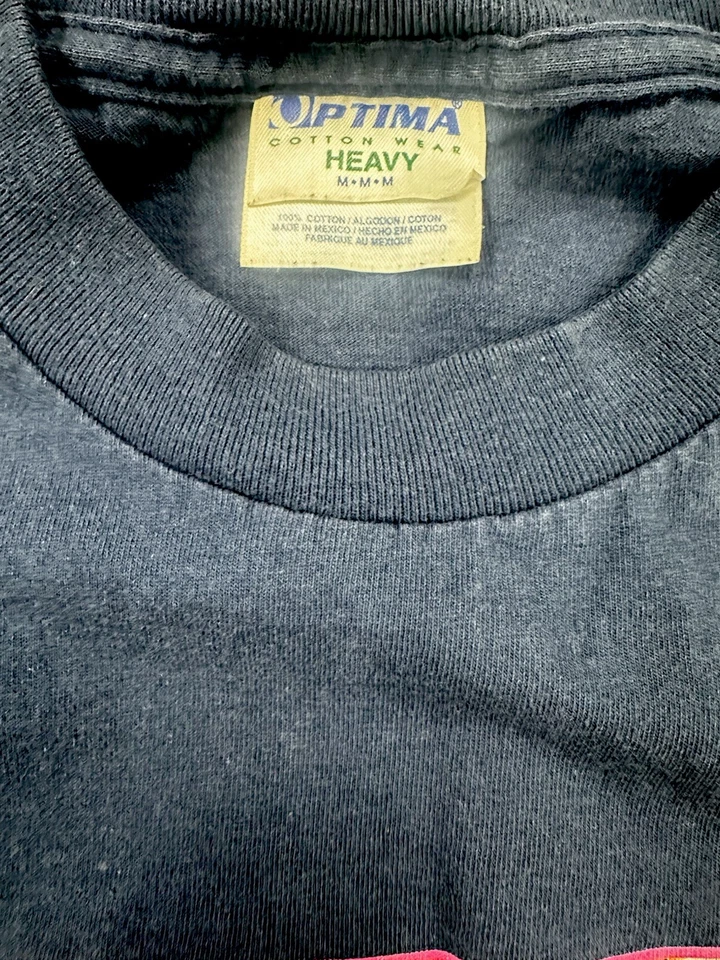 OPTIMA®
COTTON WEAR
HEAVY
M•M•M
100% COTTON / ALGODON / COTON
MADE IN MEXICO / HECHO EN MEXICO
FABRIQUE AU MEXIQUE